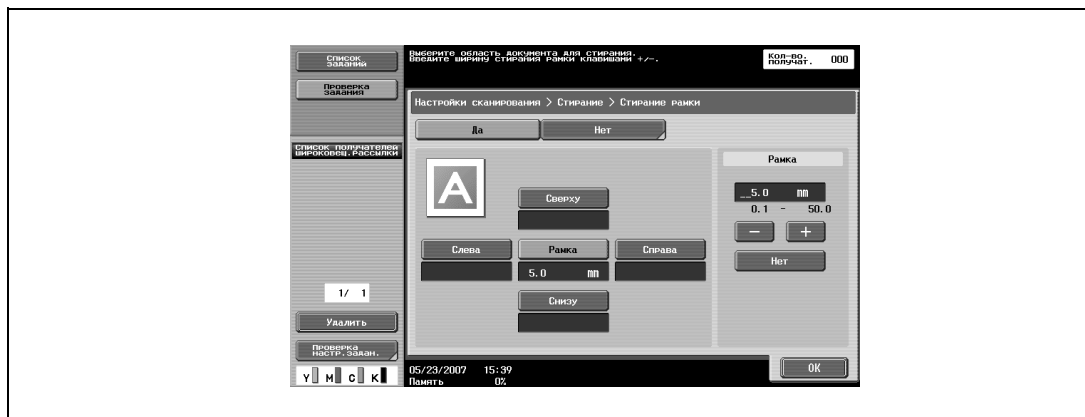 Список
заданий
Выберите область документа для стирания.
Введите ширину стирания рамки клавишами +/-.
Кол-во.
получат.
000
Проверка
задания
Настройки сканирования > Стирание > Стирание рамки
Да
Нет
Список получателей
широковещ.рассылки
A
Сверху
Слева
Рамка
Справа
5.0 mm
Снизу
Рамка
__5.0 mm
0.1 - 50.0
- +
Нет
1/ 1
Удалить
Проверка
настр.задан.
Y M C K
05/23/2007 15:39
Память 0%
OK